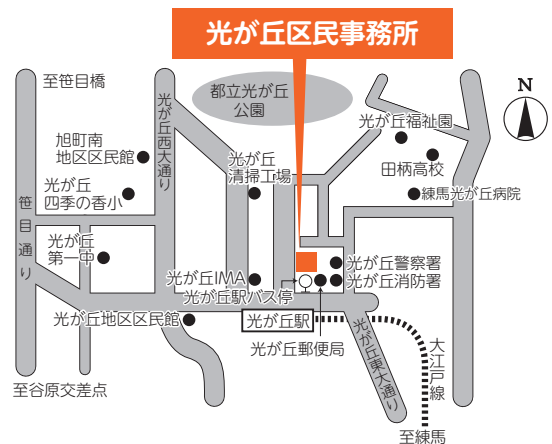 光が丘区民事務所
至笹目橋
都立光が丘
公園
N
光が丘西大通り
旭町南
地区区民館
光が丘
清掃工場
光が丘福祉園
田柄高校
光が丘
四季の香小
練馬光が丘病院
笹目通り
光が丘
第一中
光が丘IMA
光が丘警察署
光が丘消防署
光が丘駅バス停
光が丘地区区民館
光が丘駅
光が丘郵便局
光が丘東大通り
大江戸線
至谷原交差点
至練馬